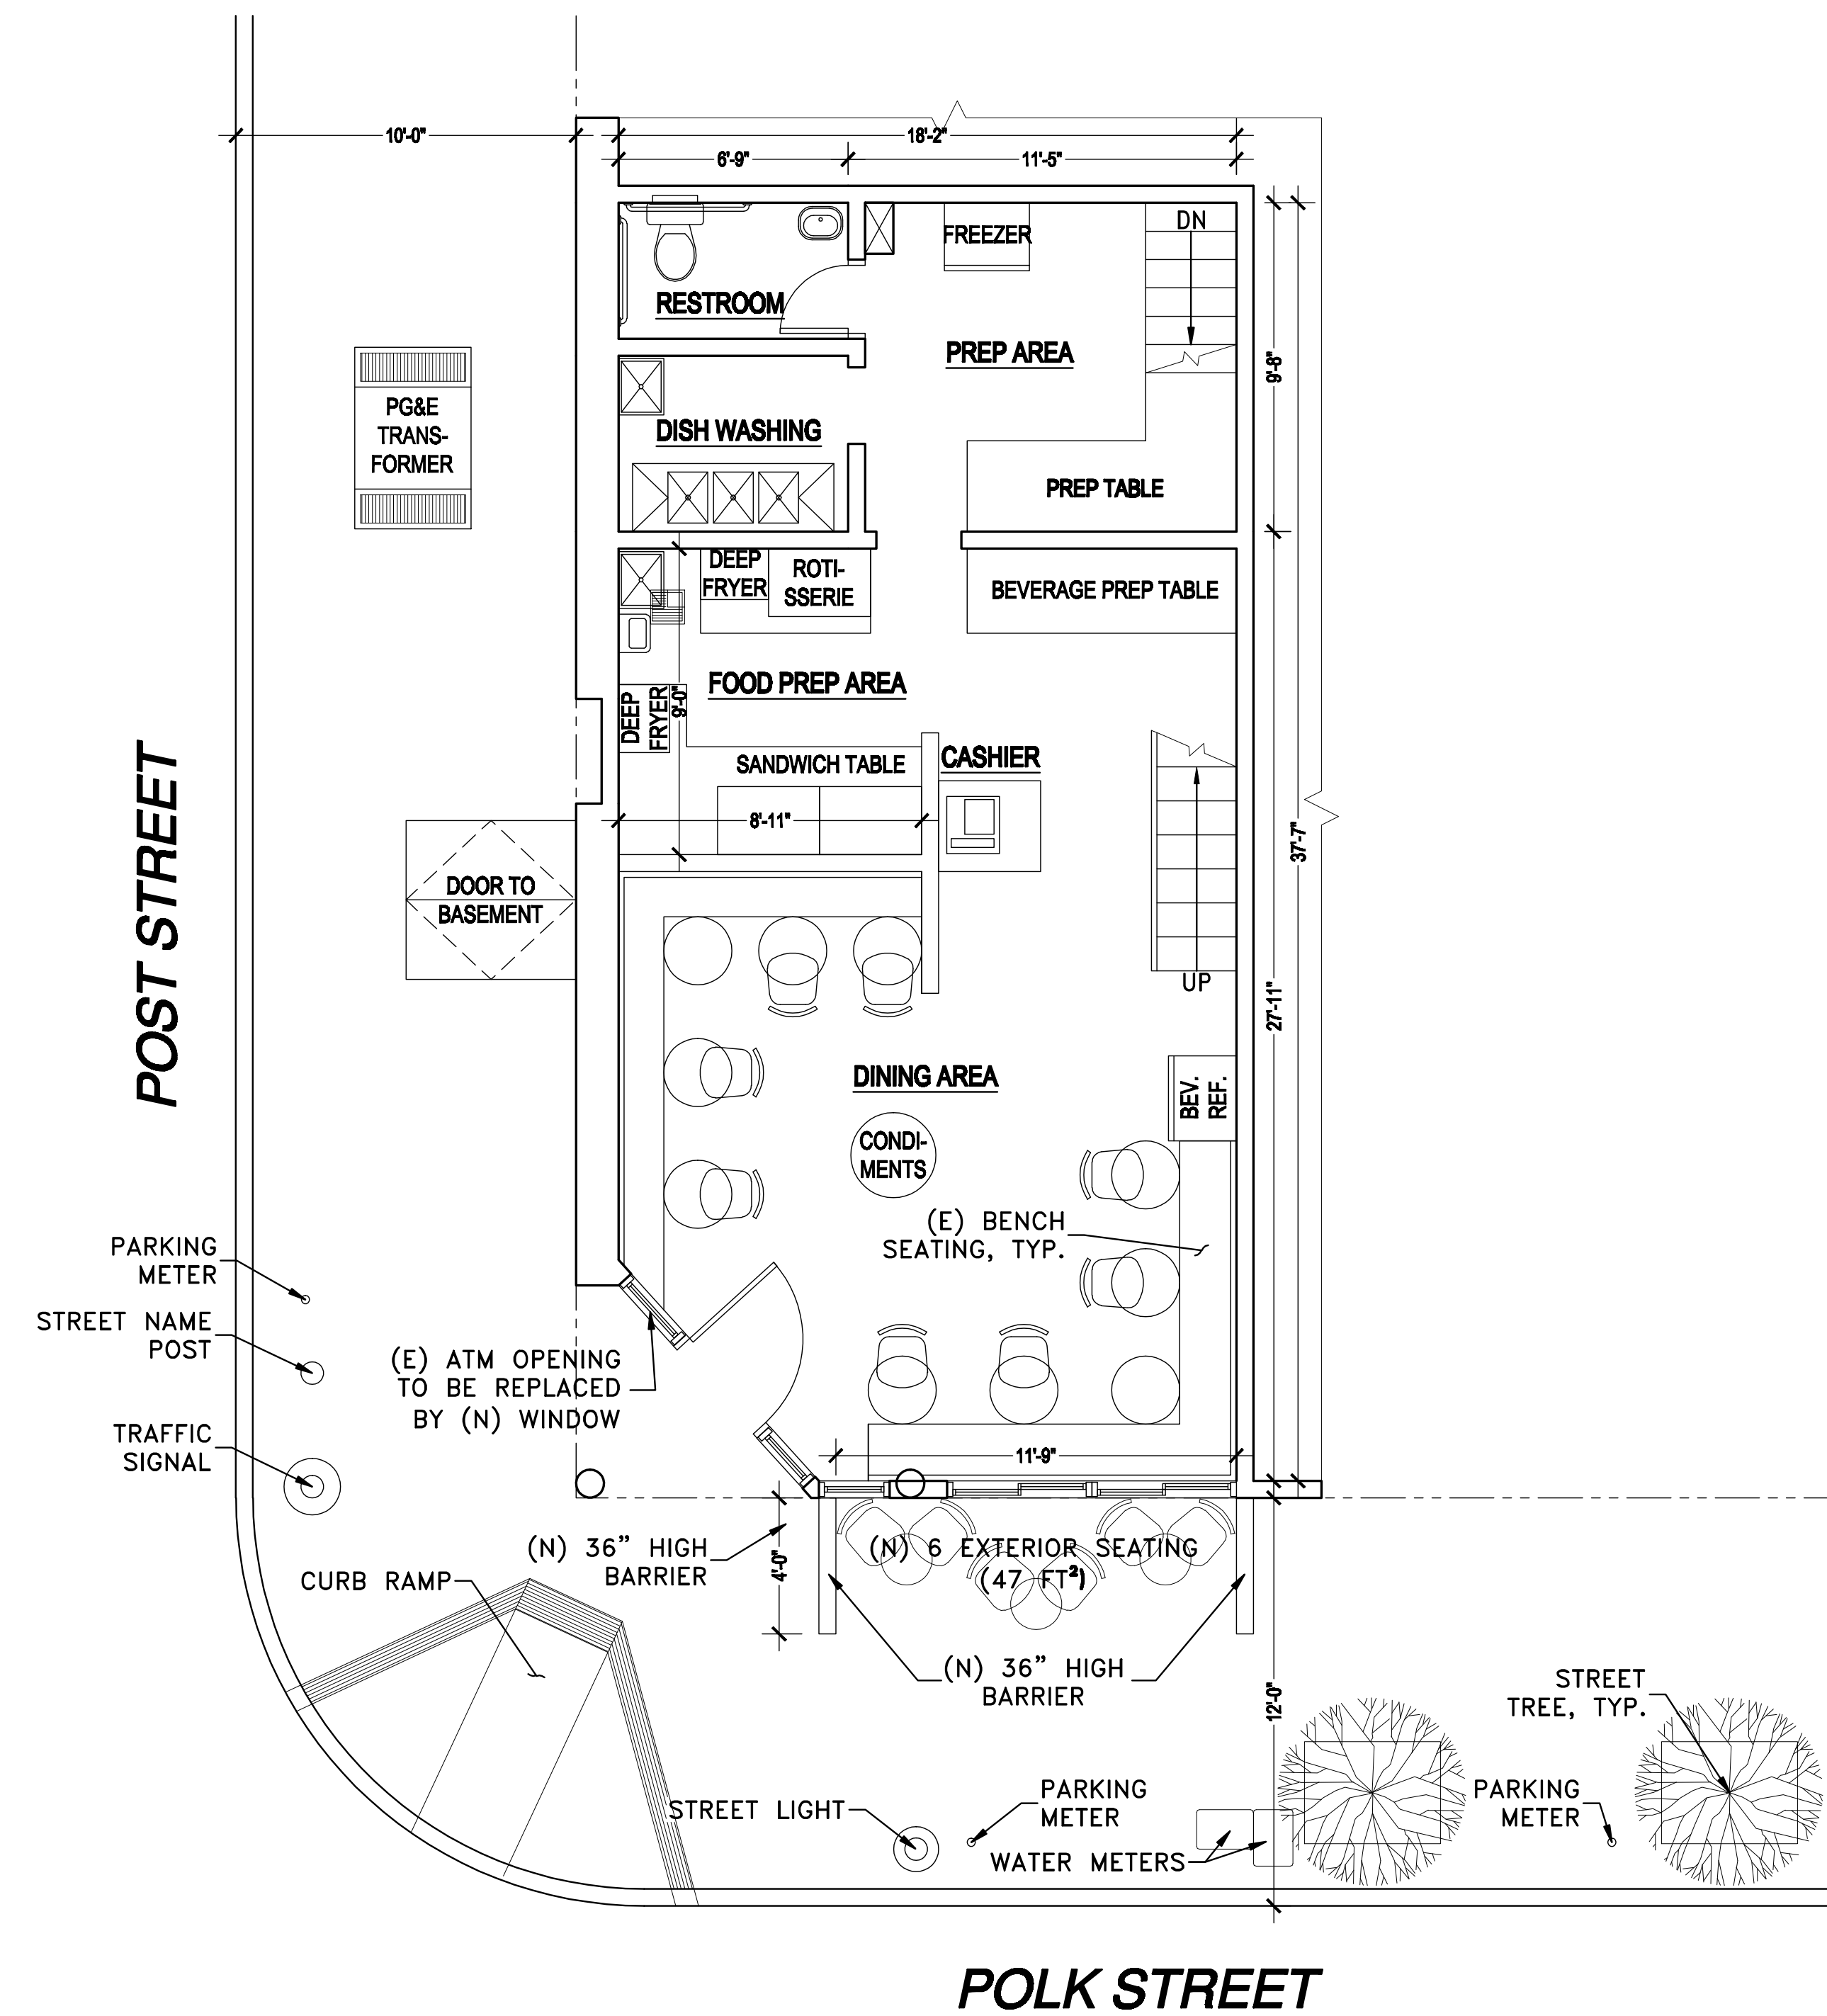 10'-0"
18'-2"
6'-9"
11'-5"
DN
FREEZER
RESTROOM
PREP AREA
9'-8"
PG&E
TRANS-
FORMER
DISH WASHING
PREP TABLE
DEEP
FRYER
ROTI-
SSERIE
BEVERAGE PREP TABLE
FOOD PREP AREA
DEEP
FRYER
9'-0"
SANDWICH TABLE
CASHIER
8'-11"
37'-7"
POST STREET
DOOR TO
BASEMENT
UP
27'-11"
DINING AREA
BEV.
REF.
CONDI-
MENTS
(E) BENCH
SEATING, TYP.
PARKING
METER
STREET NAME
POST
(E) ATM OPENING
TO BE REPLACED
BY (N) WINDOW
TRAFFIC
SIGNAL
11'-9"
(N) 36” HIGH
BARRIER
4'-0"
(N) 6 EXTERIOR SEATING
(47 FT²)
CURB RAMP
(N) 36” HIGH
BARRIER
12'-0"
STREET
TREE, TYP.
STREET LIGHT
PARKING
METER
WATER METERS
PARKING
METER
POLK STREET